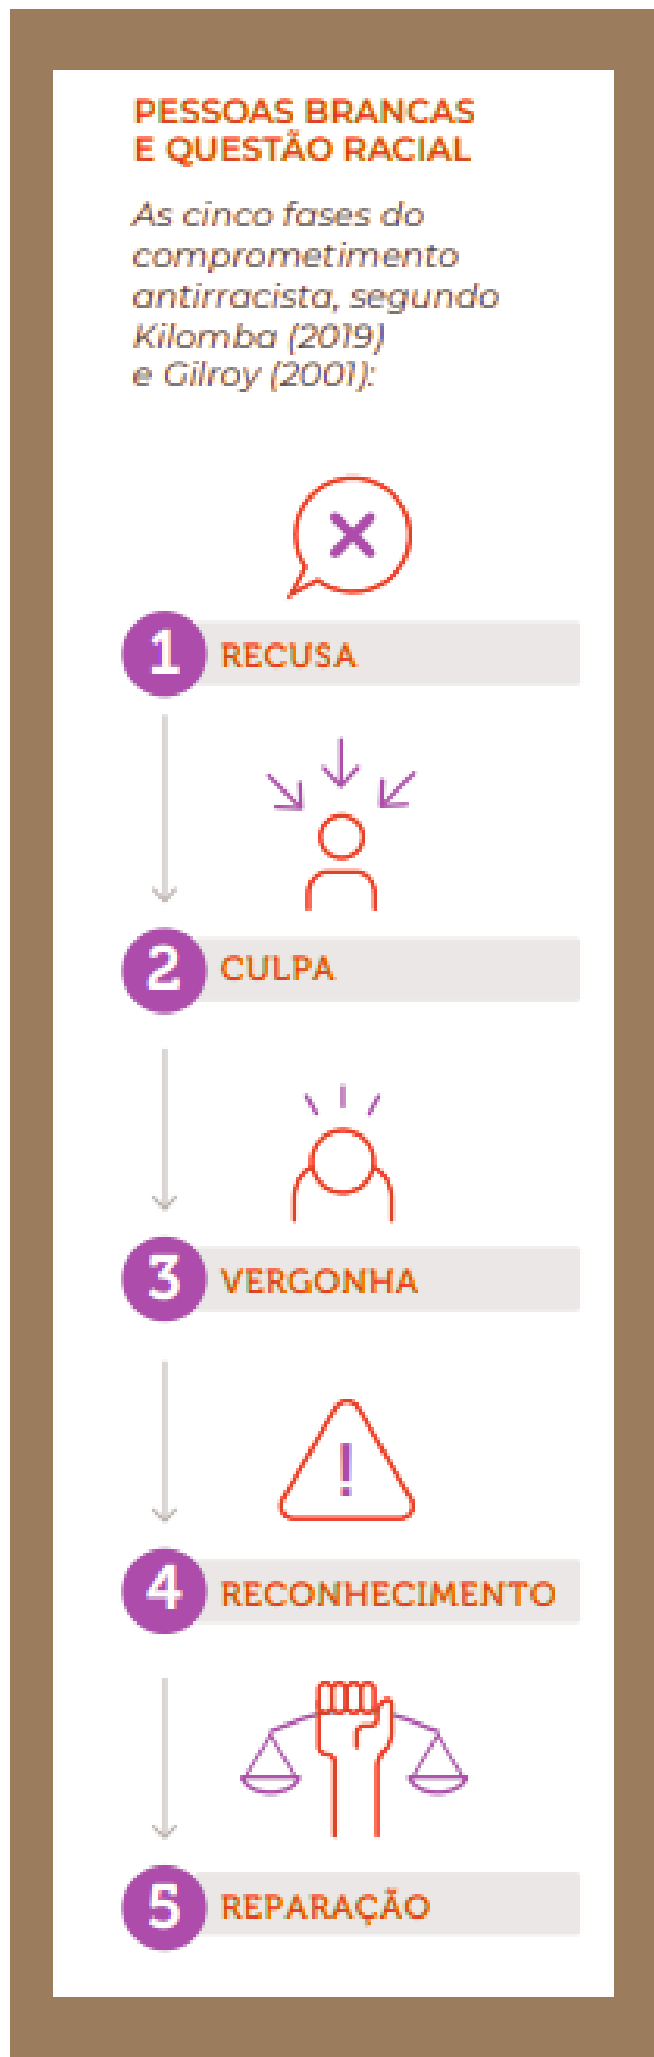 PESSOAS BRANCAS
E QUESTÃO RACIAL
As cinco fases do
comprometimento
antirracista, segundo
Kilomba (2019)
e Gilroy (2001):
1 RECUSA
2 CULPA
3 VERGONHA
!
4 RECONHECIMENTO
5 REPARAÇÃO